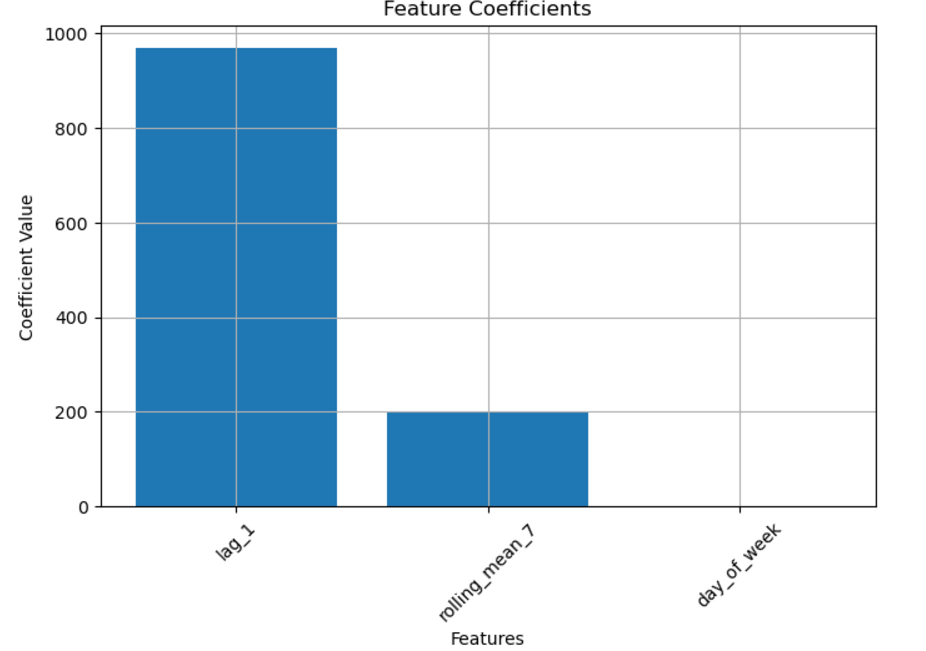 Feature Coefficients
1000
800
600
400
200
0
Coefficient Value
lag_1
rolling_mean_7
day_of_week
Features